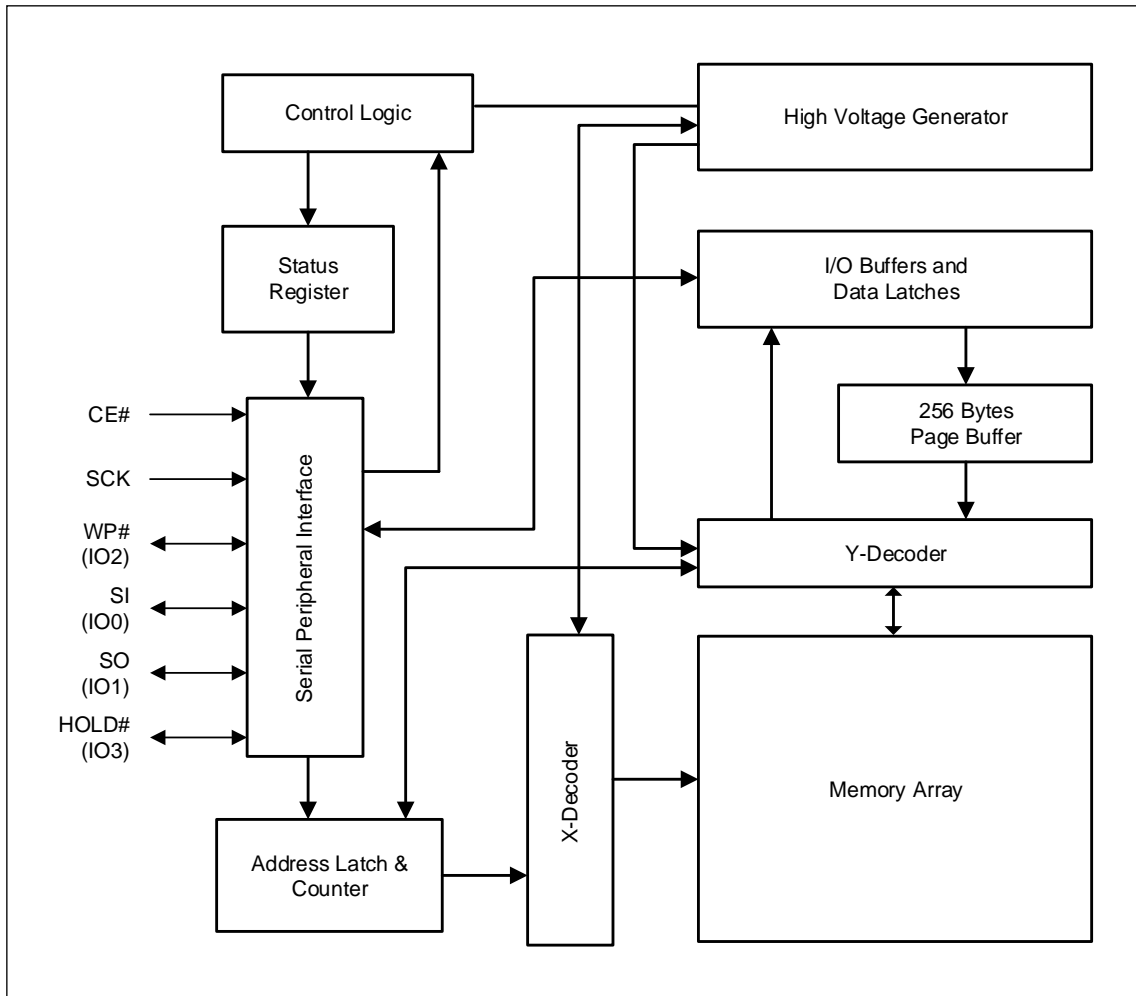 Control Logic
High Voltage Generator
Status
Register
I/O Buffers and
Data Latches
256 Bytes
Page Buffer
CE#
SCK
WP#
(IO2)
SI
(IO0)
SO
(IO1)
HOLD#
(IO3)
Serial Peripheral Interface
Y-Decoder
X-Decoder
Memory Array
Address Latch &
Counter